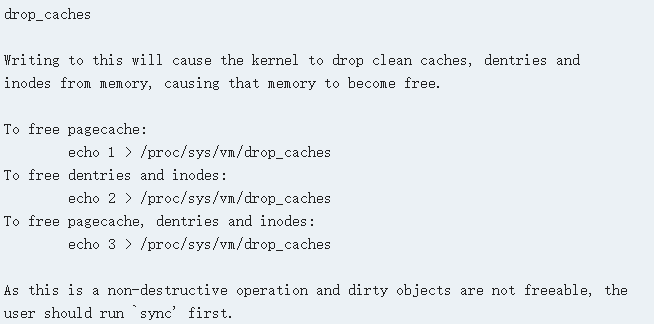 drop_caches
Writing to this will cause the kernel to drop clean caches, dentries and
inodes from memory, causing that memory to become free.
To free pagecache:
echo 1 > /proc/sys/vm/drop_caches
To free dentries and inodes:
echo 2 > /proc/sys/vm/drop_caches
To free pagecache, dentries and inodes:
echo 3 > /proc/sys/vm/drop_caches
As this is a non-destructive operation and dirty objects are not freeable, the
user should run `sync' first.